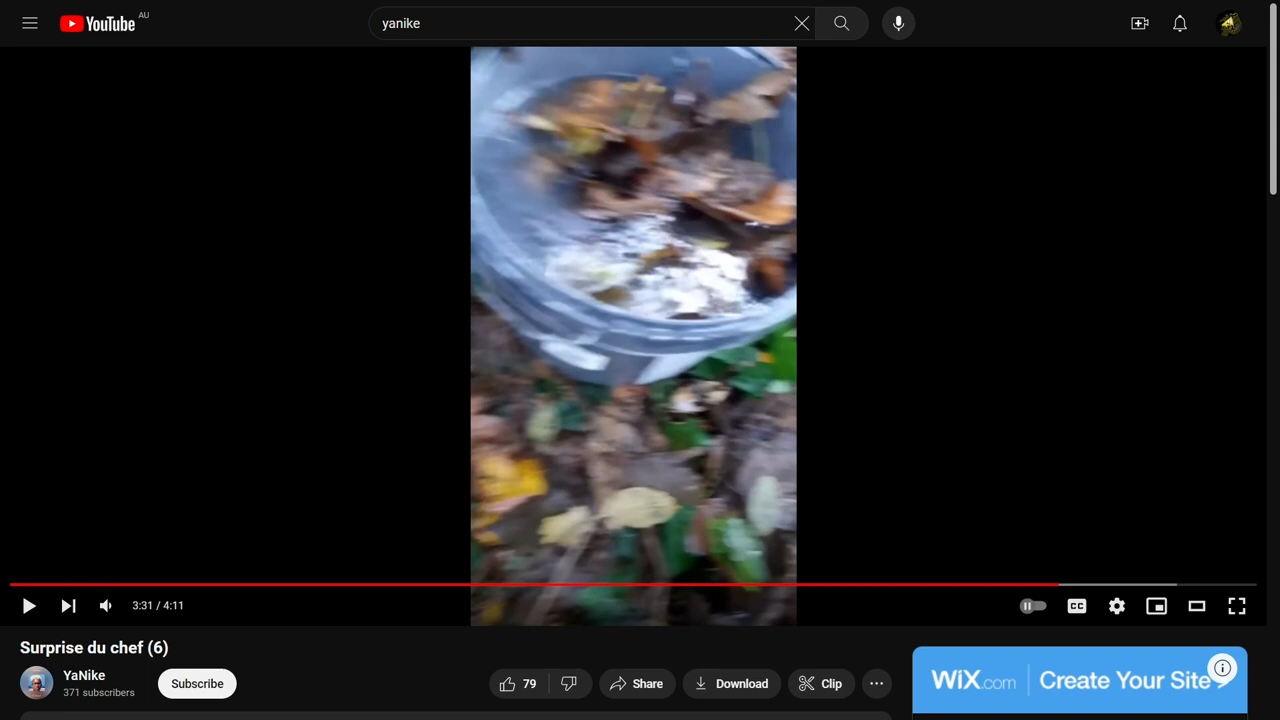 YouTube AU
yanike
3:31 / 4:11
CC
Surprise du chef (6)
YaNike
371 subscribers
Subscribe
79
Share
Download
Clip
WiX.com | Create Your Site